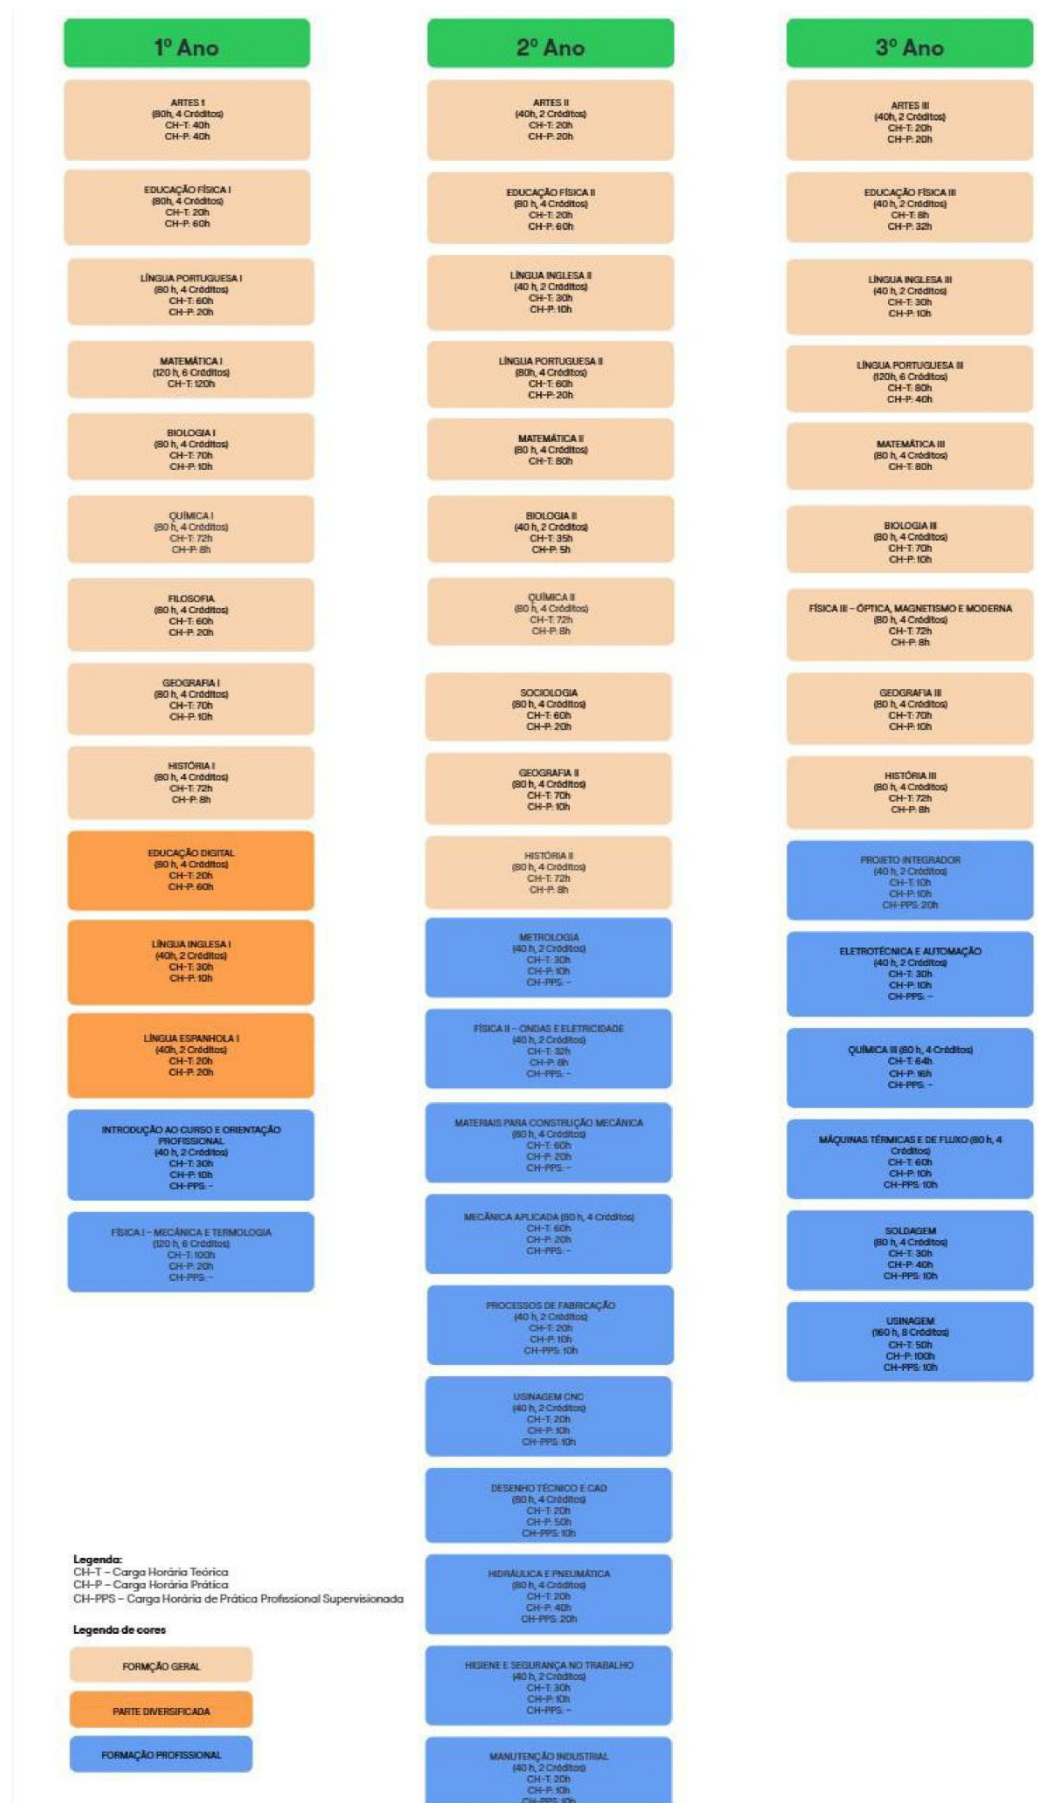 1º Ano
ARTES 1
(80h, 4 Créditos)
CH-T: 40h
CH-P: 40h
EDUCAÇÃO FÍSICA I
(80h, 4 Créditos)
CH-T: 20h
CH-P: 60h
LÍNGUA PORTUGUESA I
(80 h, 4 Créditos)
CH-T: 60h
CH-P: 20h
MATEMÁTICA I
(120 h, 6 Créditos)
CH-T: 120h
BIOLOGIA I
(80 h, 4 Créditos)
CH-T: 70h
CH-P: 10h
QUÍMICA I
(80 h, 4 Créditos)
CH-T: 72h
CH-P: 8h
FILOSOFIA
(80 h, 4 Créditos)
CH-T: 60h
CH-P: 20h
GEOGRAFIA I
(80 h, 4 Créditos)
CH-T: 70h
CH-P: 10h
HISTÓRIA I
(80 h, 4 Créditos)
CH-T: 72h
CH-P: 8h
EDUCAÇÃO DIGITAL
(80 h, 4 Créditos)
CH-T: 20h
CH-P: 60h
LÍNGUA INGLESA I
(40h, 2 Créditos)
CH-T: 30h
CH-P: 10h
LÍNGUA ESPANHOLA I
(40h, 2 Créditos)
CH-T: 20h
CH-P: 20h
INTRODUÇÃO AO CURSO E ORIENTAÇÃO
PROFISSIONAL
(40 h, 2 Créditos)
CH-T: 30h
CH-P: 10h
CH-PPS: -
FÍSICA I – MECÂNICA E TERMOLOGIA
(120 h, 6 Créditos)
CH-T: 100h
CH-P: 20h
CH-PPS: -
2º Ano
ARTES II
(40h, 2 Créditos)
CH-T: 20h
CH-P: 20h
EDUCAÇÃO FÍSICA II
(80 h, 4 Créditos)
CH-T: 20h
CH-P: 60h
LÍNGUA INGLESA II
(40 h, 2 Créditos)
CH-T: 30h
CH-P: 10h
LÍNGUA PORTUGUESA II
(80h, 4 Créditos)
CH-T: 60h
CH-P: 20h
MATEMÁTICA II
(80 h, 4 Créditos)
CH-T: 80h
BIOLOGIA II
(40 h, 2 Créditos)
CH-T: 35h
CH-P: 5h
QUÍMICA II
(80 h, 4 Créditos)
CH-T: 72h
CH-P: 8h
SOCIOLOGIA
(80 h, 4 Créditos)
CH-T: 60h
CH-P: 20h
GEOGRAFIA II
(80 h, 4 Créditos)
CH-T: 70h
CH-P: 10h
HISTÓRIA II
(80 h, 4 Créditos)
CH-T: 72h
CH-P: 8h
METROLOGIA
(40 h, 2 Créditos)
CH-T: 30h
CH-P: 10h
CH-PPS: -
FÍSICA II – ONDAS E ELETRICIDADE
(40 h, 2 Créditos)
CH-T: 32h
CH-P: 8h
CH-PPS: -
MATERIAIS PARA CONSTRUÇÃO MECÂNICA
(80 h, 4 Créditos)
CH-T: 60h
CH-P: 20h
CH-PPS: -
MECÂNICA APLICADA (80 h, 4 Créditos)
CH-T: 60h
CH-P: 20h
CH-PPS: -
PROCESSOS DE FABRICAÇÃO
(40 h, 2 Créditos)
CH-T: 20h
CH-P: 10h
CH-PPS: 10h
USINAGEM CNC
(40 h, 2 Créditos)
CH-T: 20h
CH-P: 10h
CH-PPS: 10h
DESENHO TÉCNICO E CAD
(80 h, 4 Créditos)
CH-T: 20h
CH-P: 50h
CH-PPS: 10h
HIDRÁULICA E PNEUMÁTICA
(80 h, 4 Créditos)
CH-T: 20h
CH-P: 40h
CH-PPS: 20h
HIGIENE E SEGURANÇA NO TRABALHO
(40 h, 2 Créditos)
CH-T: 30h
CH-P: 10h
CH-PPS: -
MANUTENÇÃO INDUSTRIAL
(40 h, 2 Créditos)
CH-T: 20h
CH-P: 10h
CH-PPS: 10h
3º Ano
ARTES III
(40h, 2 Créditos)
CH-T: 20h
CH-P: 20h
EDUCAÇÃO FÍSICA III
(40 h, 2 Créditos)
CH-T: 8h
CH-P: 32h
LÍNGUA INGLESA III
(40 h, 2 Créditos)
CH-T: 30h
CH-P: 10h
LÍNGUA PORTUGUESA III
(120h, 6 Créditos)
CH-T: 80h
CH-P: 40h
MATEMÁTICA III
(80 h, 4 Créditos)
CH-T: 80h
BIOLOGIA III
(80 h, 4 Créditos)
CH-T: 70h
CH-P: 10h
FÍSICA III – ÓPTICA, MAGNETISMO E MODERNA
(80 h, 4 Créditos)
CH-T: 72h
CH-P: 8h
GEOGRAFIA III
(80 h, 4 Créditos)
CH-T: 70h
CH-P: 10h
HISTÓRIA III
(80 h, 4 Créditos)
CH-T: 72h
CH-P: 8h
PROJETO INTEGRADOR
(40 h, 2 Créditos)
CH-T: 10h
CH-P: 10h
CH-PPS: 20h
ELETROTÉCNICA E AUTOMAÇÃO
(40 h, 2 Créditos)
CH-T: 30h
CH-P: 10h
CH-PPS: -
QUÍMICA III (80 h, 4 Créditos)
CH-T: 64h
CH-P: 16h
CH-PPS: -
MÁQUINAS TÉRMICAS E DE FLUXO (80 h, 4
Créditos)
CH-T: 60h
CH-P: 10h
CH-PPS: 10h
SOLDAGEM
(80 h, 4 Créditos)
CH-T: 30h
CH-P: 40h
CH-PPS: 10h
USINAGEM
(160 h, 8 Créditos)
CH-T: 50h
CH-P: 100h
CH-PPS: 10h
Legenda:
CH-T – Carga Horária Teórica
CH-P – Carga Horária Prática
CH-PPS – Carga Horária de Prática Profissional Supervisionada
Legenda de cores
FORMÇÃO GERAL
PARTE DIVERSIFICADA
FORMAÇÃO PROFISSIONAL